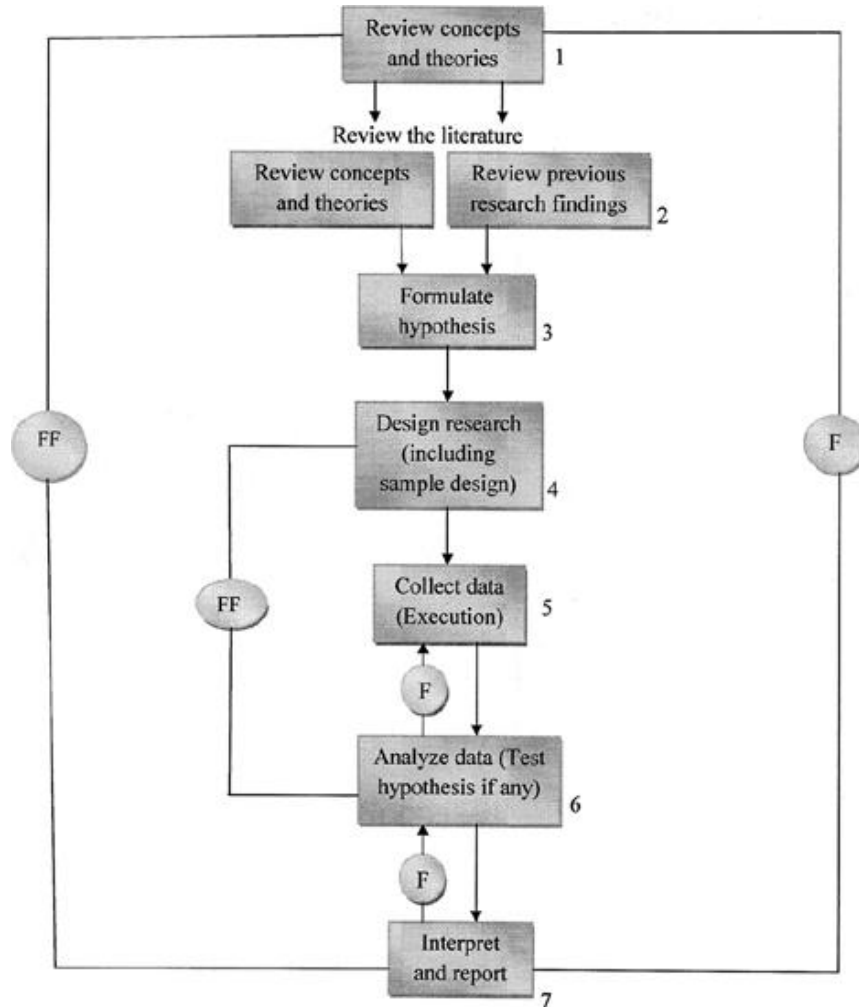 Review concepts
and theories
1
Review the literature
Review concepts
and theories
Review previous
research findings
2
Formulate
hypothesis
3
Design research
(including
sample design)
4
FF
F
Collect data
(Execution)
5
FF
F
Analyze data (Test
hypothesis if any)
6
F
Interpret
and report
7